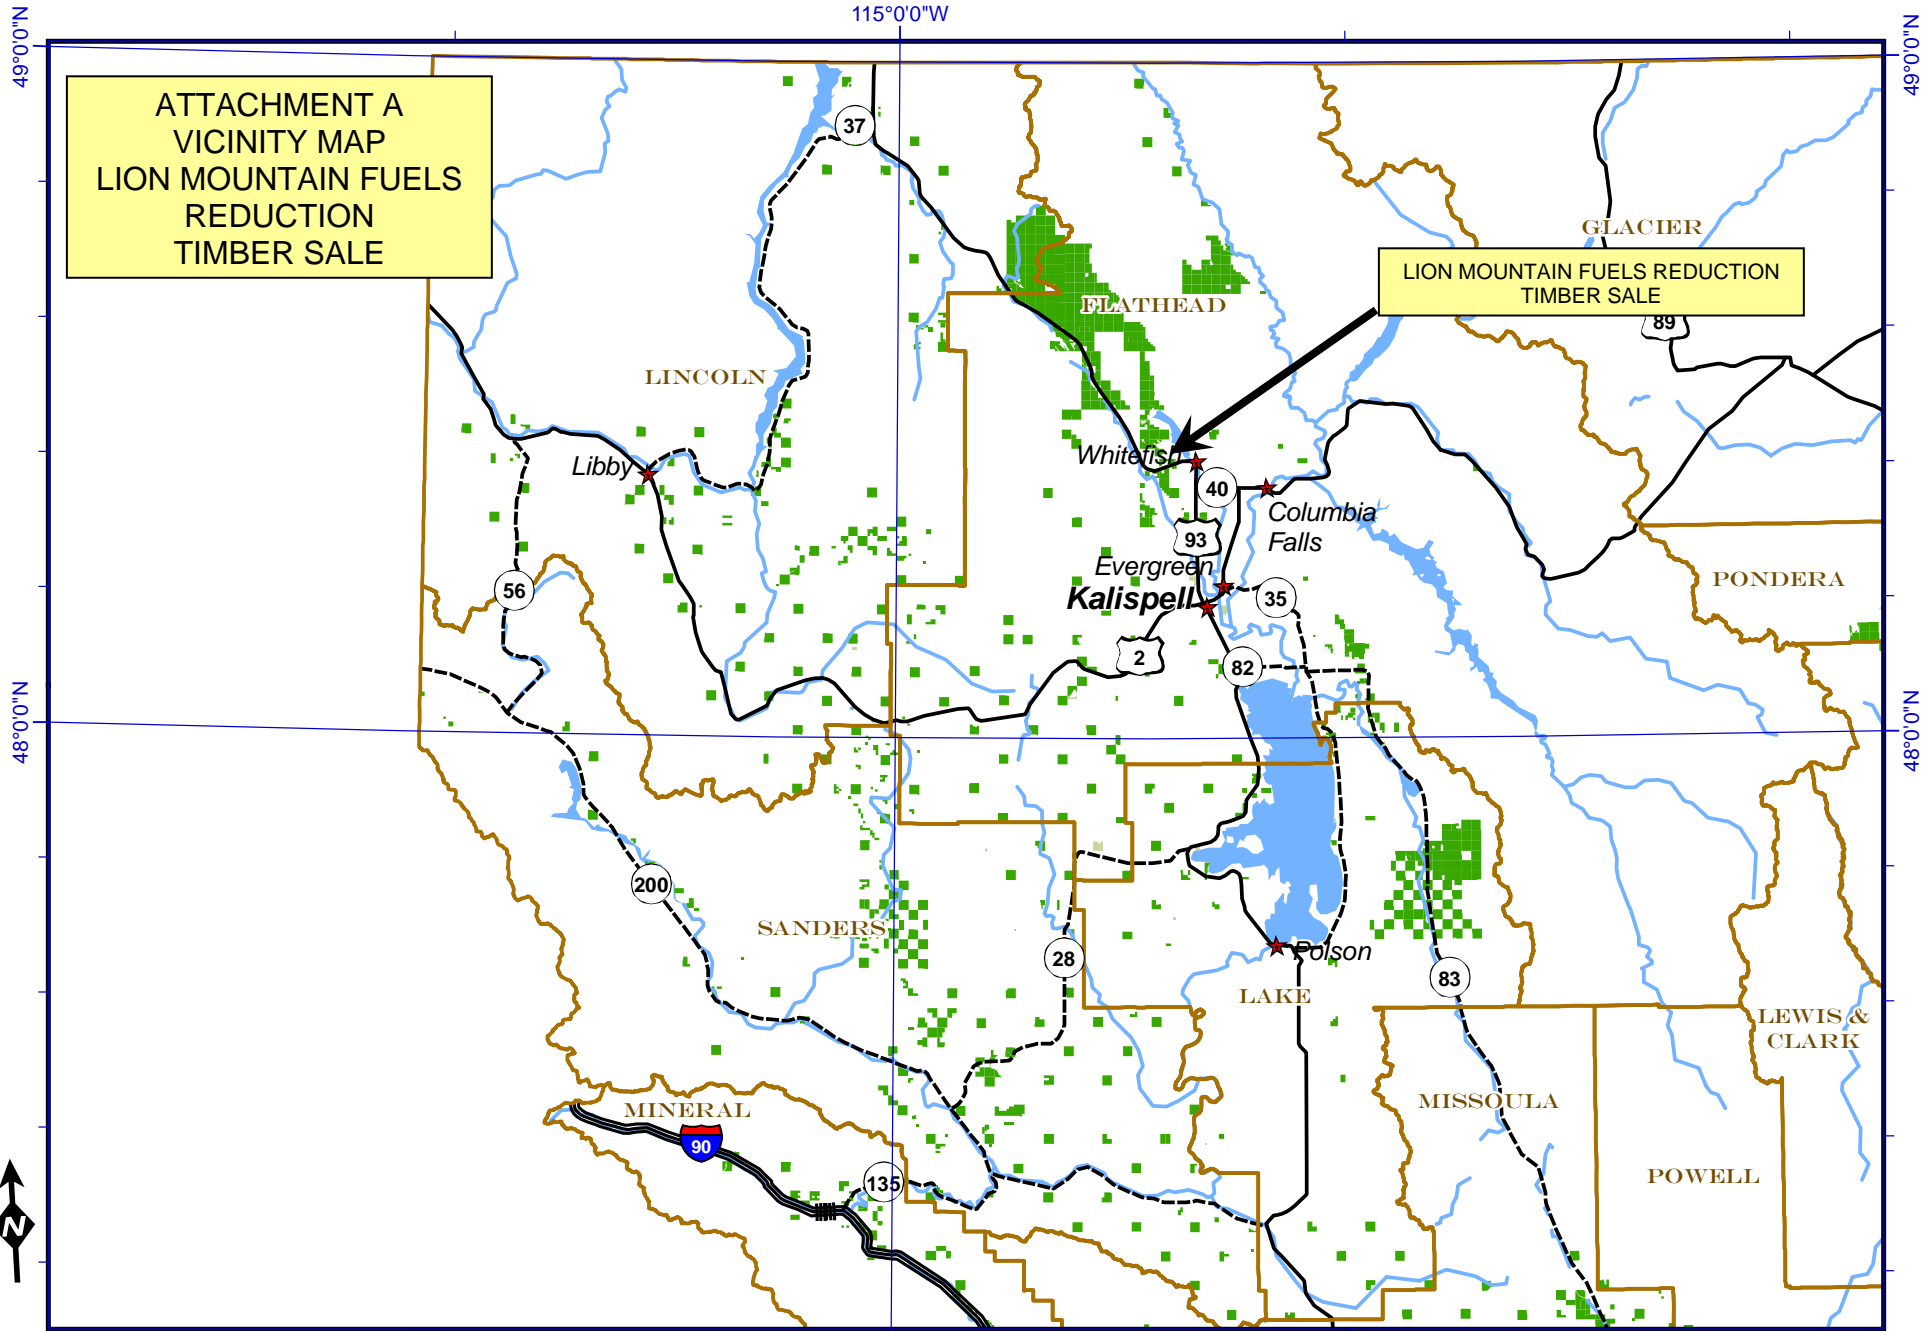 115°0'0"W
49°0'0"N
49°0'0"N
ATTACHMENT A
VICINITY MAP
LION MOUNTAIN FUELS
REDUCTION
TIMBER SALE
37
GLACIER
LION MOUNTAIN FUELS REDUCTION
TIMBER SALE
FLATHEAD
89
LINCOLN
Whitefish
Libby
40
Columbia
Falls
93
Evergreen
PONDERA
56
Kalispell
35
2
82
48°0'0"N
48°0'0"N
200
SANDERS
28
Polson
83
LAKE
LEWIS &
CLARK
MINERAL
MISSOULA
90
POWELL
135
N